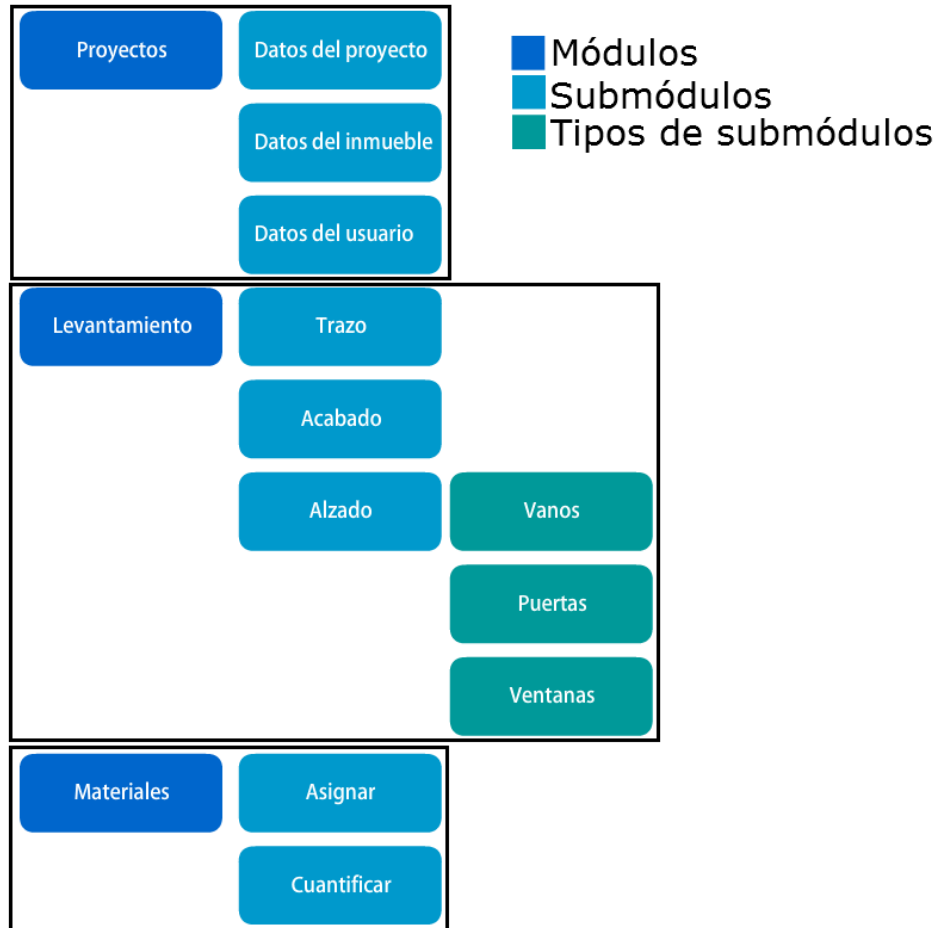 Proyectos
Datos del proyecto
Datos del inmueble
Datos del usuario
Módulos
Submódulos
Tipos de submódulos
Levantamiento
Trazo
Acabado
Alzado
Vanos
Puertas
Ventanas
Materiales
Asignar
Cuantificar